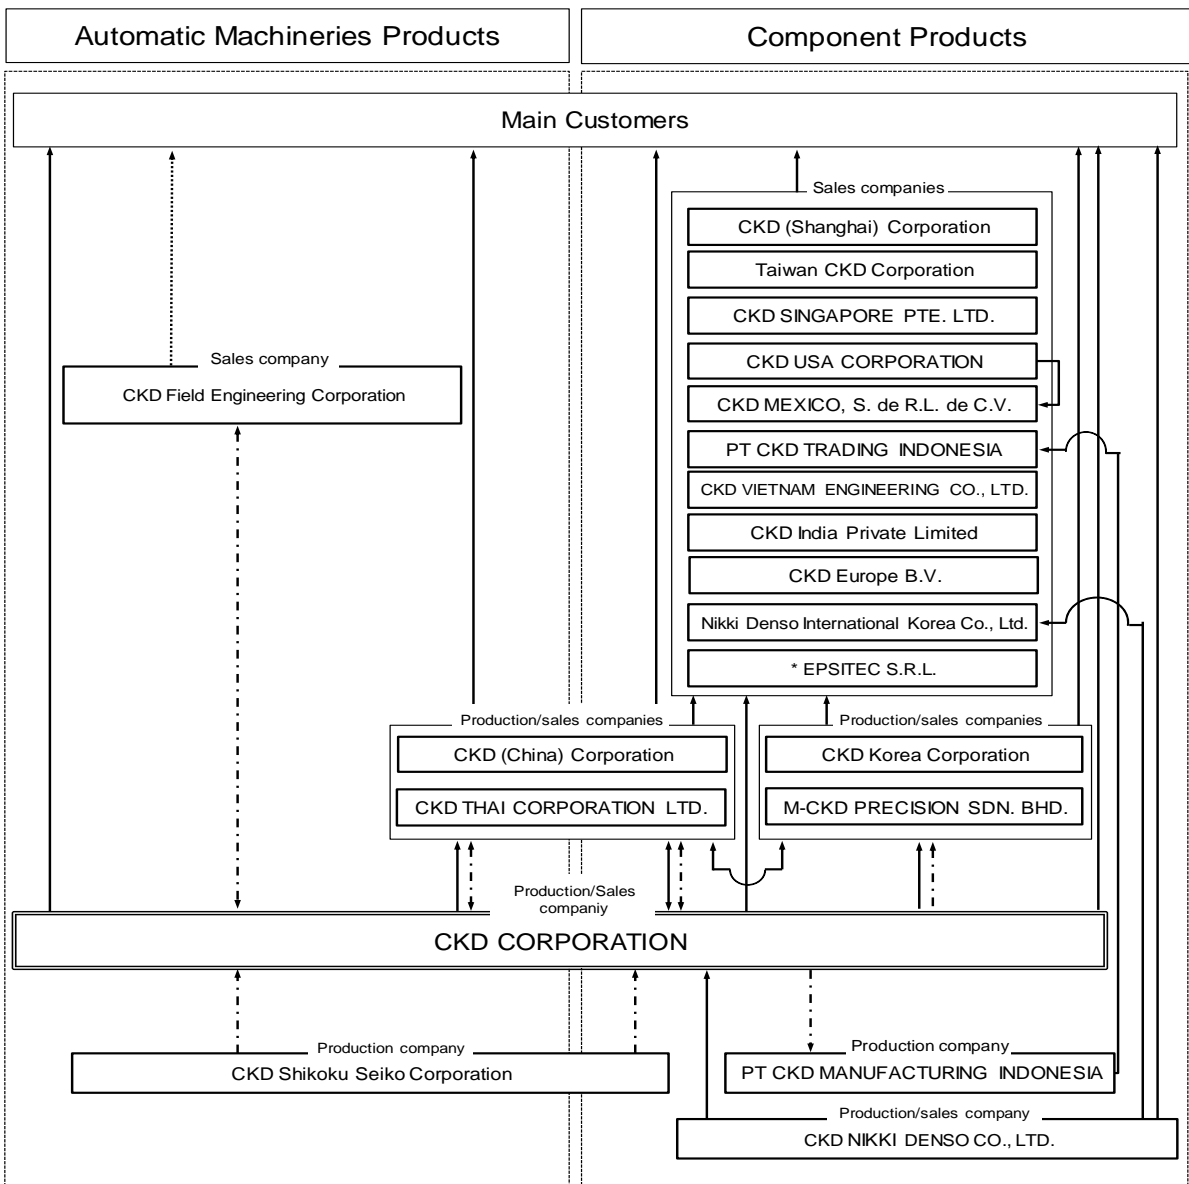 Automatic Machineries Products
Component Products
Main Customers
Sales companies
CKD (Shanghai) Corporation
Taiwan CKD Corporation
CKD SINGAPORE PTE. LTD.
Sales company
CKD USA CORPORATION
CKD Field Engineering Corporation
CKD MEXICO, S. de R.L. de C.V.
PT CKD TRADING INDONESIA
CKD VIETNAM ENGINEERING CO., LTD.
CKD India Private Limited
CKD Europe B.V.
Nikki Denso International Korea Co., Ltd.
* EPSITEC S.R.L.
Production/sales companies
Production/sales companies
CKD (China) Corporation
CKD Korea Corporation
CKD THAI CORPORATION LTD.
M-CKD PRECISION SDN. BHD.
Production/Sales
companiy
CKD CORPORATION
Production company
Production company
CKD Shikoku Seiko Corporation
PT CKD MANUFACTURING INDONESIA
Production/sales company
CKD NIKKI DENSO CO., LTD.